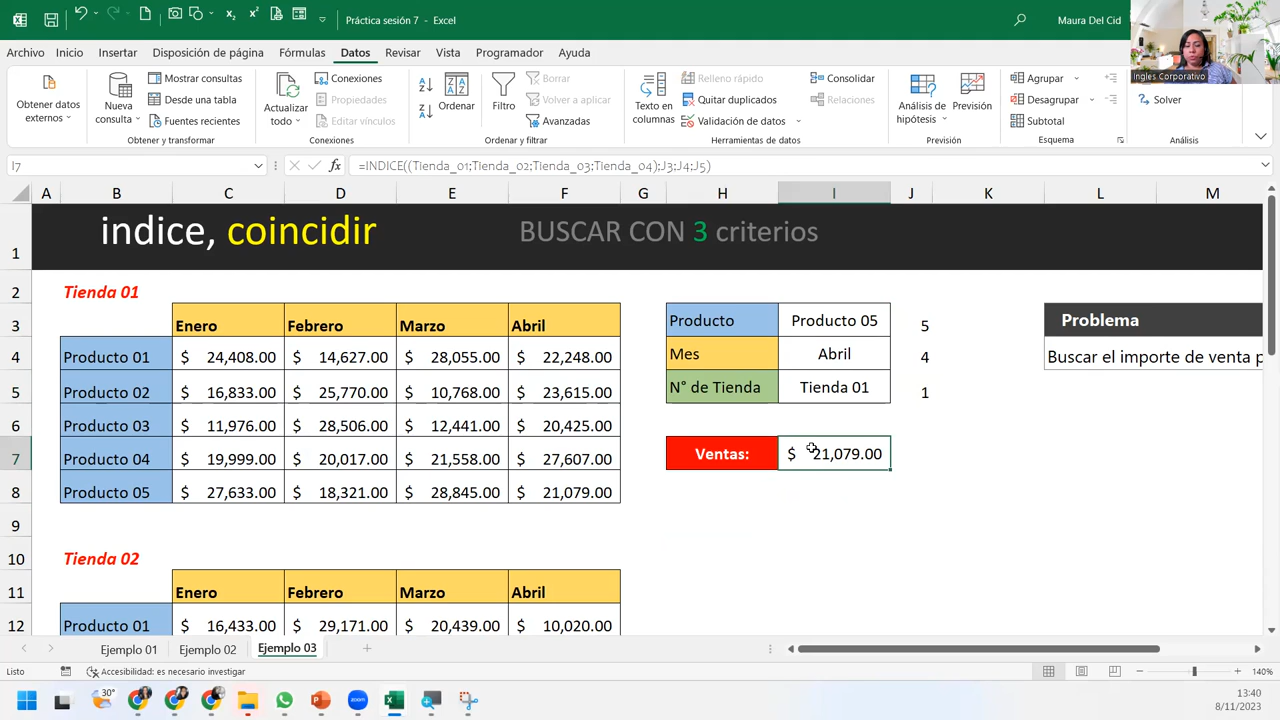 Práctica sesión 7 - Excel
Maura Del Cid
Ingles Corporativo
Archivo Inicio Insertar Disposición de página Fórmulas Datos Revisar Vista Programador Ayuda
Obtener datos externos
Nueva consulta
Mostrar consultas
Desde una tabla
Fuentes recientes
Obtener y transformar
Actualizar todo
Conexiones
Propiedades
Editar vínculos
Conexiones
Ordenar
Filtro
Borrar
Volver a aplicar
Avanzadas
Ordenar y filtrar
Texto en columnas
Relleno rápido
Quitar duplicados
Validación de datos
Consolidar
Relaciones
Herramientas de datos
Análisis de hipótesis
Previsión
Previsión
Agrupar
Desagrupar
Subtotal
Esquema
Solver
Análisis
I7 fx =INDICE((Tienda_01;Tienda_02;Tienda_03;Tienda_04);J3;J4;J5)
A B C D E F G H I J K L M
1 indice, coincidir BUSCAR CON 3 criterios
2 Tienda 01
3 Enero Febrero Marzo Abril Producto Producto 05 5 Problema
4 Producto 01 $ 24,408.00 $ 14,627.00 $ 28,055.00 $ 22,248.00 Mes Abril 4 Buscar el importe de venta p
5 Producto 02 $ 16,833.00 $ 25,770.00 $ 10,768.00 $ 23,615.00 N° de Tienda Tienda 01 1
6 Producto 03 $ 11,976.00 $ 28,506.00 $ 12,441.00 $ 20,425.00
7 Producto 04 $ 19,999.00 $ 20,017.00 $ 21,558.00 $ 27,607.00 Ventas: $ 21,079.00
8 Producto 05 $ 27,633.00 $ 18,321.00 $ 28,845.00 $ 21,079.00
9
10 Tienda 02
11 Enero Febrero Marzo Abril
12 Producto 01 $ 16,433.00 $ 29,171.00 $ 20,439.00 $ 10,020.00
Ejemplo 01 Ejemplo 02 Ejemplo 03
Listo Accesibilidad: es necesario investigar 140%
30° 13:40
8/11/2023